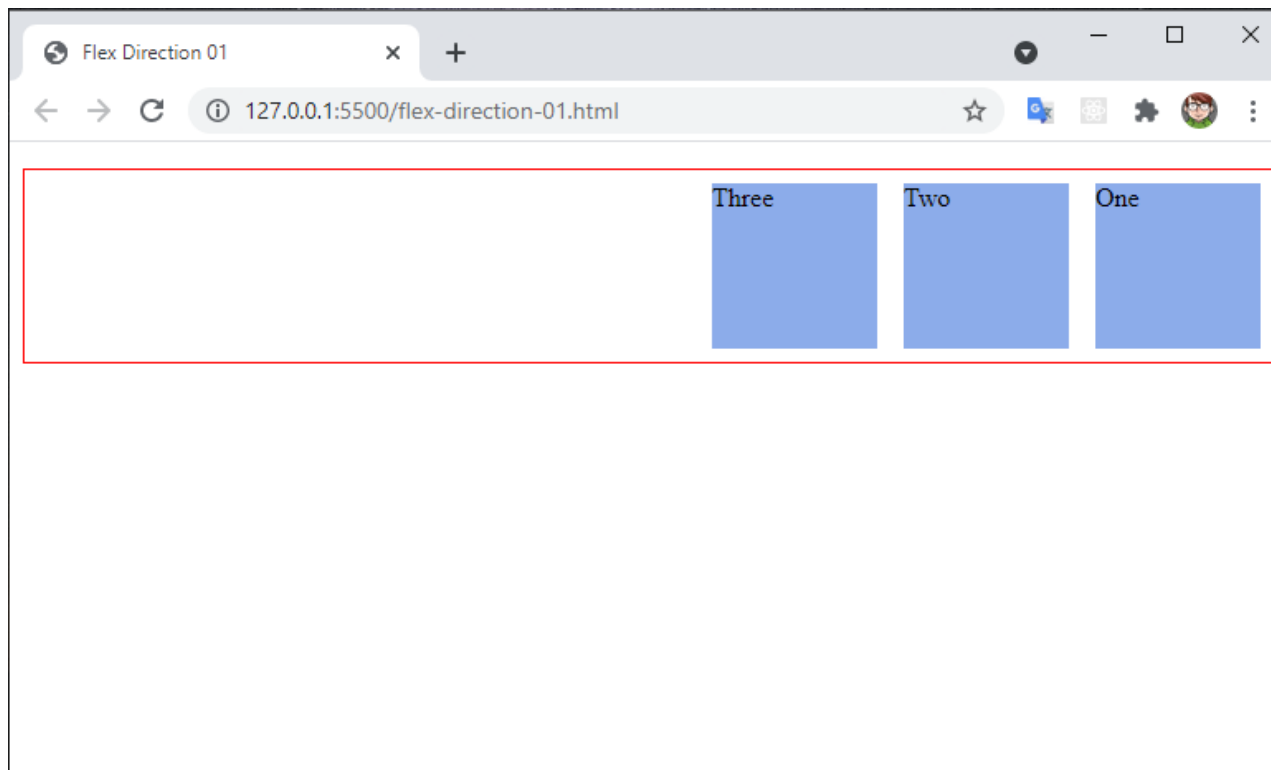 Flex Direction 01
127.0.0.1:5500/flex-direction-01.html
Three Two One